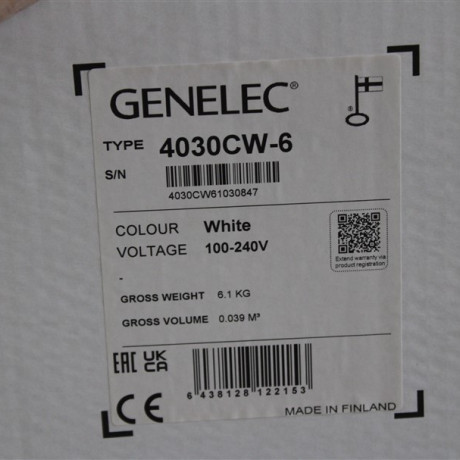 GENELEC®
TYPE 4030CW-6
S/N
4030CW61030847
COLOUR White
VOLTAGE 100-240V
-
Extend warranty via
product registration
GROSS WEIGHT 6.1 KG
GROSS VOLUME 0.039 M³
EAC UK
CA
CE
6 438128 122153
MADE IN FINLAND